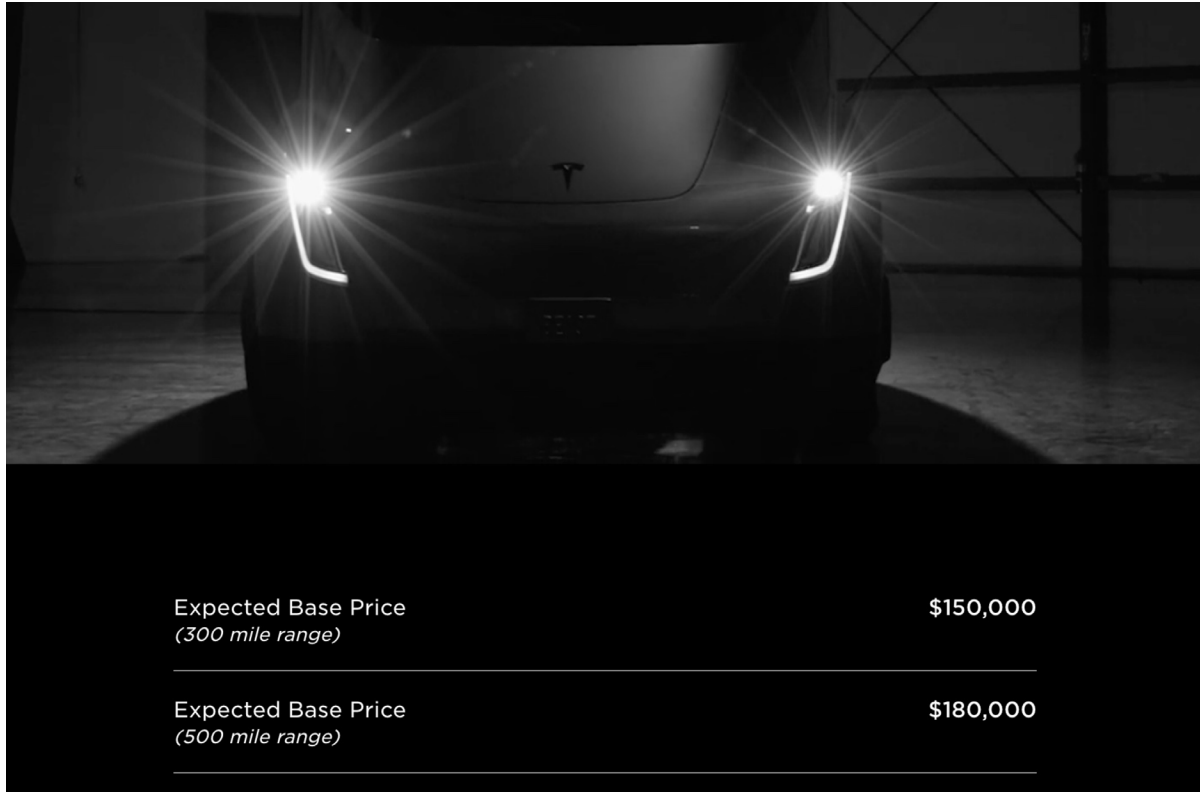 Expected Base Price
$150,000
(300 mile range)
Expected Base Price
$180,000
(500 mile range)